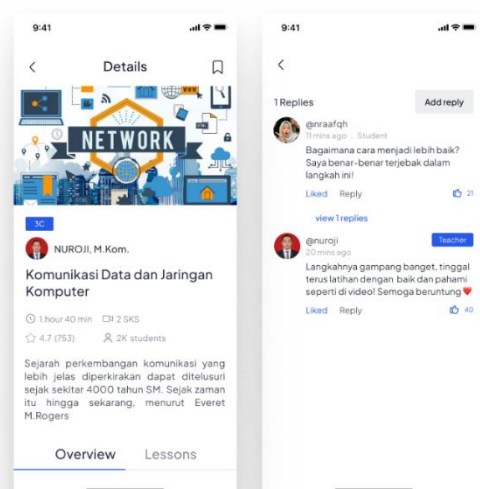 9:41
Details
NETWORK
3C
NUROJI, M.Kom.
Komunikasi Data dan Jaringan
Komputer
1.hour 40 min
2 SKS
4.7 (753)
2K students
Sejarah perkembangan komunikasi yang
lebih jelas diperkirakan dapat ditelusuri
sejak sekitar 4000 tahun SM. Sejak zaman
itu hingga sekarang, menurut Everet
M.Rogers
Overview
Lessons
9:41
1 Replies
Add reply
@nraafqh
11 mins ago . Student
Bagaimana cara menjadi lebih baik?
Saya benar-benar terjebak dalam
langkah ini!
Liked Reply
21
view 1 replies
@nuroji
Teacher
20 mins ago
Langkahnya gampang banget, tinggal
terus latihan dengan baik dan pahami
seperti di video! Semoga beruntung ❤️
Liked Reply
40